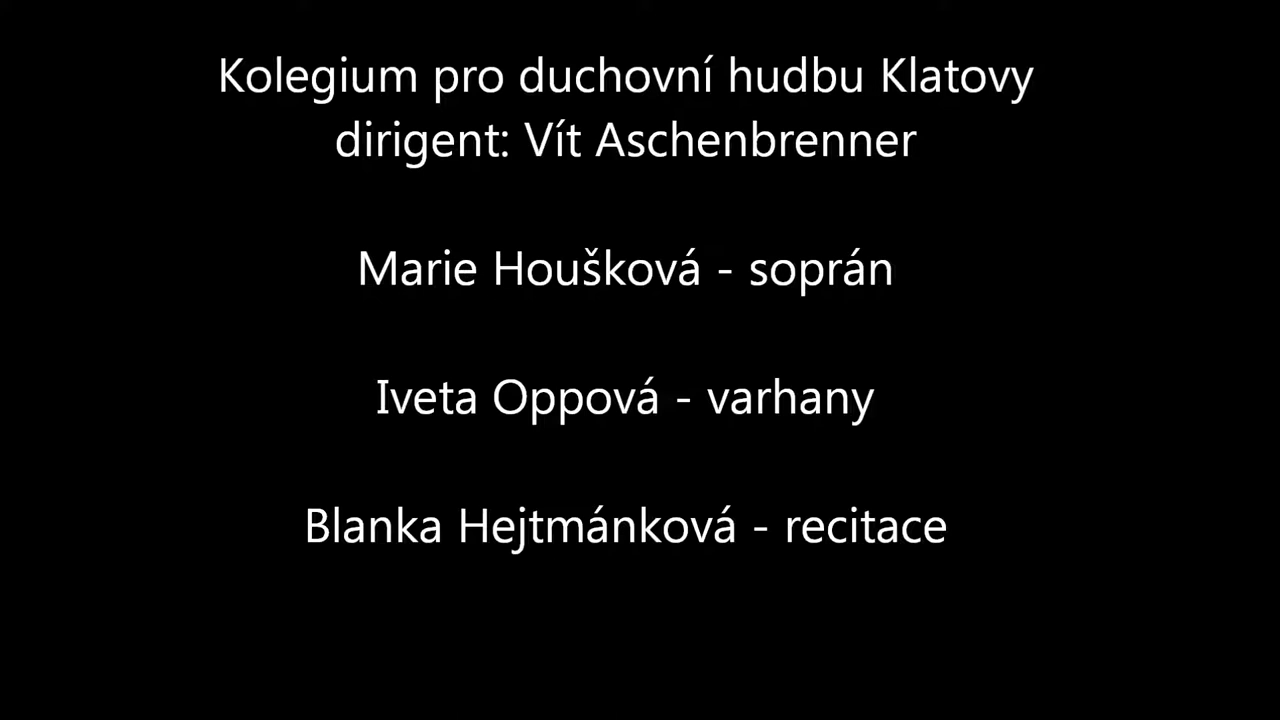 Kolegium pro duchovní hudbu Klatovy
dirigent: Vít Aschenbrenner
Marie Houšková - soprán
Iveta Oppová - varhany
Blanka Hejtmánková - recitace